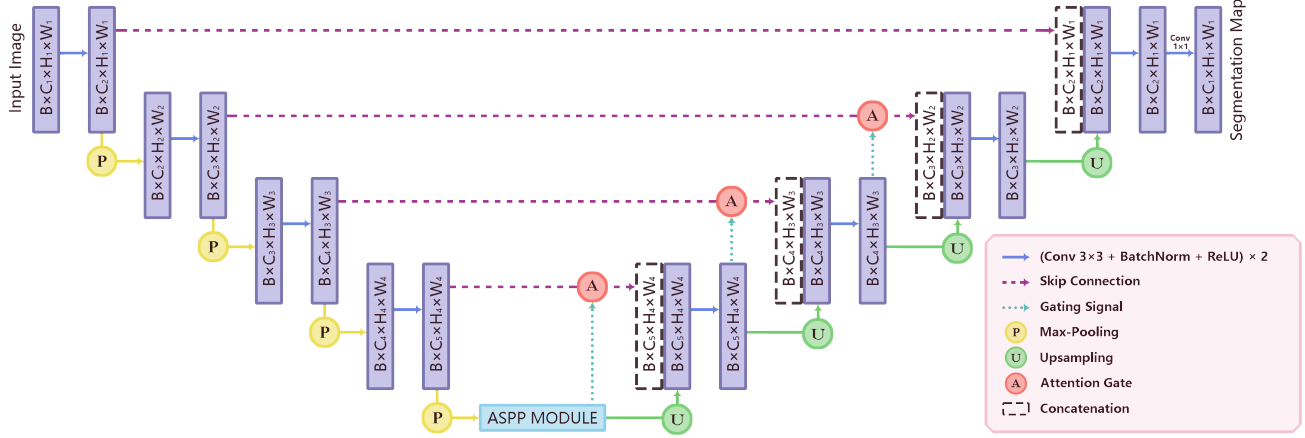 Input Image
B×C₁×H₁×W₁
B×C₂×H₁×W₁
P
B×C₂×H₂×W₂
B×C₃×H₂×W₂
P
B×C₃×H₃×W₃
B×C₄×H₃×W₃
P
B×C₄×H₄×W₄
B×C₅×H₄×W₄
P
ASPP MODULE
A
U
B×C₅×H₄×W₄
B×C₅×H₄×W₄
B×C₄×H₄×W₄
A
U
B×C₄×H₃×W₃
B×C₄×H₃×W₃
B×C₄×H₃×W₃
A
U
B×C₃×H₂×W₂
B×C₃×H₂×W₂
B×C₃×H₂×W₂
U
B×C₂×H₁×W₁
B×C₂×H₁×W₁
B×C₂×H₁×W₁
Conv
1×1
B×C₁×H₁×W₁
Segmentation Map
(Conv 3×3 + BatchNorm + ReLU) × 2
Skip Connection
Gating Signal
P Max-Pooling
U Upsampling
A Attention Gate
Concatenation